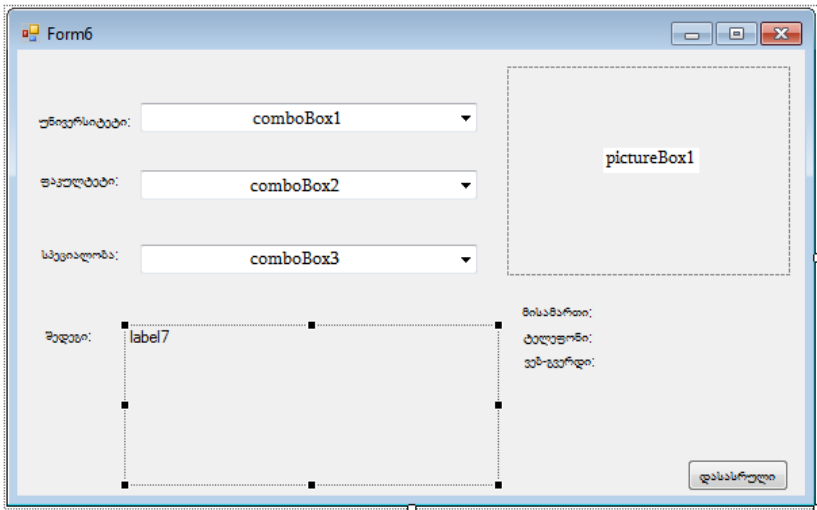 Form6
უნივერსიტეტი:
comboBox1
ფაკულტეტი:
comboBox2
სპეციალობა:
comboBox3
pictureBox1
შედეგი:
label7
მისამართი:
ტელეფონი:
ვებ-გვერდი:
დასასრული